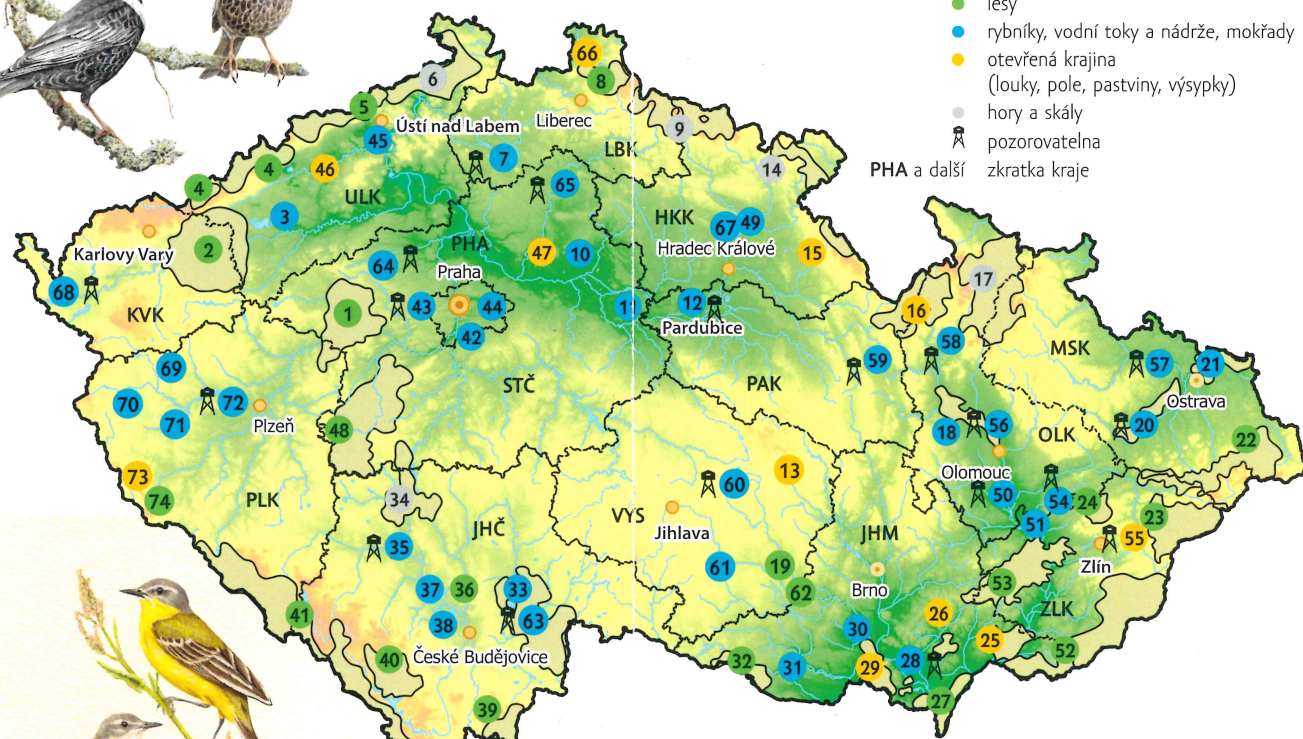 lesy
rybníky, vodní toky a nádrže, mokřady
otevřená krajina
(louky, pole, pastviny, výsypky)
hory a skály
pozorovatelna
PHA a další zkratka kraje
66
6
8
5
Ústí nad Labem
Liberec
9
45
LBK
7
4
46
14
4
65
ULK
3
HKK
67
49
2
PHA
47
10
Hradec Králové
15
Karlovy Vary
64
Praha
17
68
KVK
1
43
44
11
12
16
Pardubice
42
58
MSK
69
59
57
21
STČ
PAK
70
72
Ostrava
71
Plzeň
48
18
56
OLK
20
22
Olomouc
73
13
60
74
PLK
34
50
54
24
VYS
JHČ
Jihlava
JHM
51
23
55
35
Zlín
61
19
Brno
37
36
33
62
53
41
38
63
26
ZLK
30
25
České Budějovice
40
32
31
29
28
52
27
39